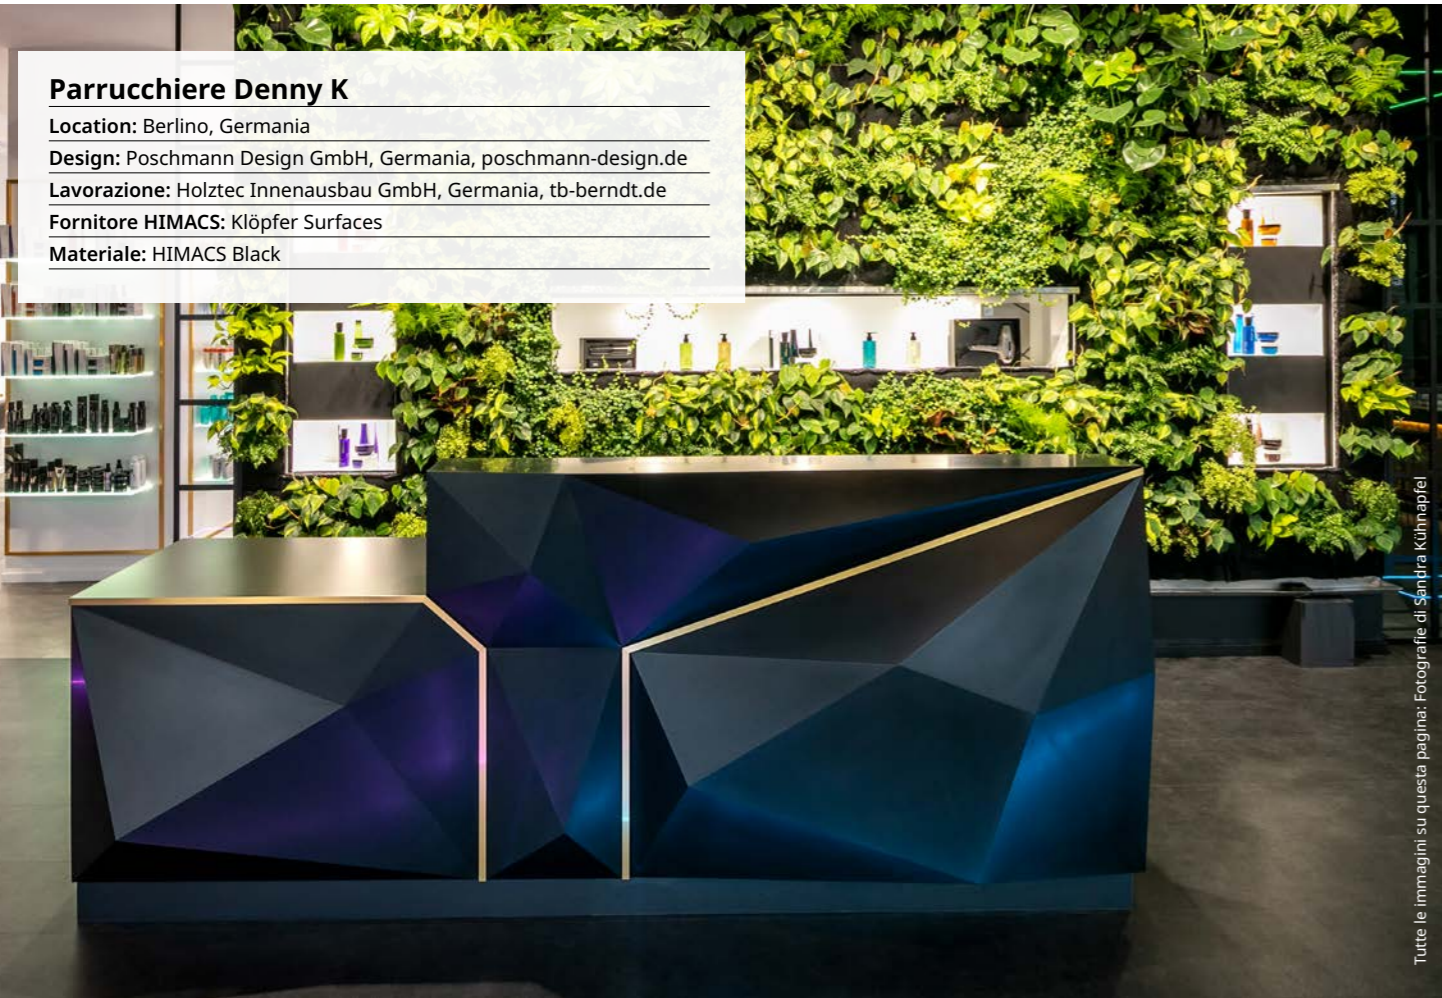 Parrucchiere Denny K
Location: Berlino, Germania
Design: Poschmann Design GmbH, Germania, poschmann-design.de
Lavorazione: Holztec Innenausbau GmbH, Germania, tb-berndt.de
Fornitore HIMACS: Klöpfer Surfaces
Materiale: HIMACS Black
Tutte le immagini su questa pagina: Fotografie di Sandra Kühnapfel